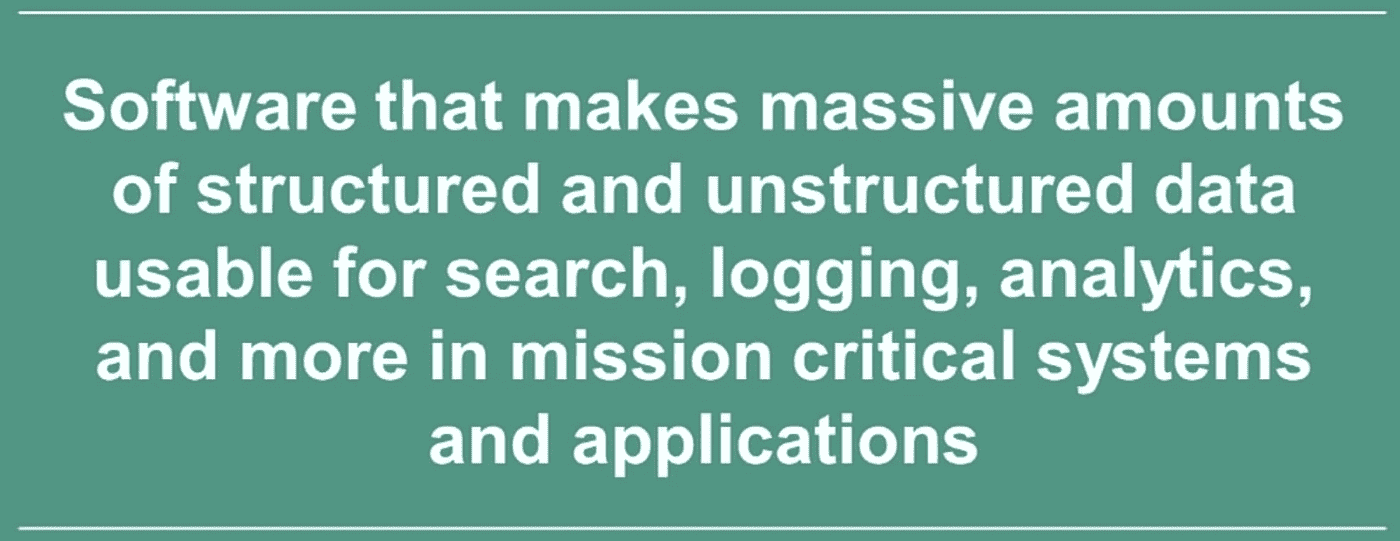 Software that makes massive amounts
of structured and unstructured data
usable for search, logging, analytics,
and more in mission critical systems
and applications